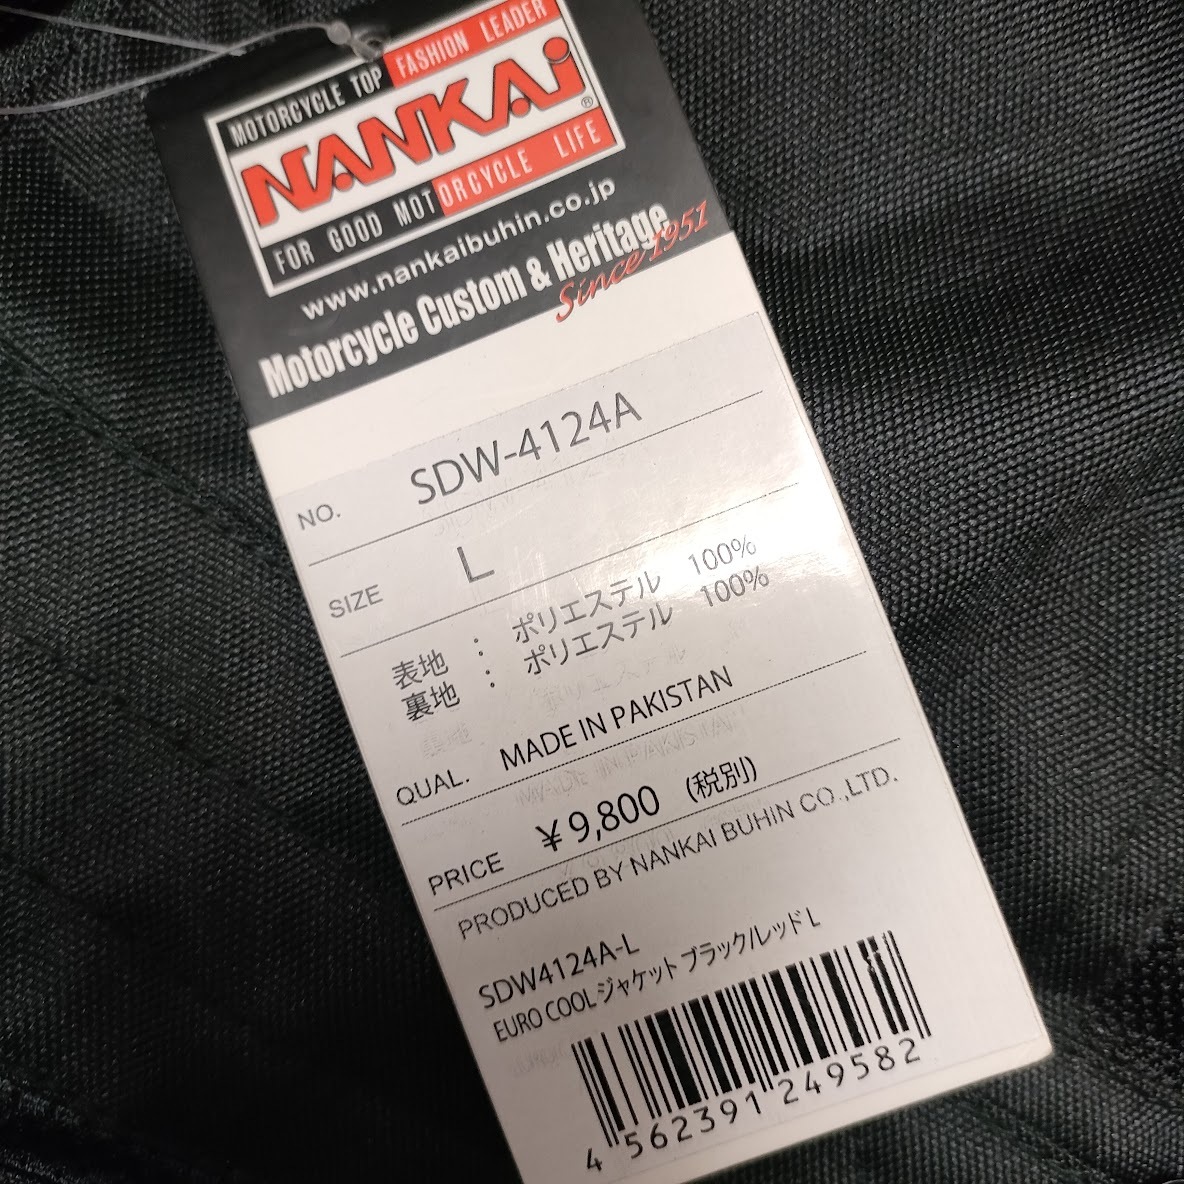 MOTORCYCLE TOP FASHION LEADER
NANKAi®
FOR GOOD MOTORCYCLE LIFE
www.nankaibuhin.co.jp
Motorcycle Custom & Heritage
Since 1951
NO. SDW-4124A
SIZE L
表地 : ポリエステル 100%
裏地 : ポリエステル 100%
QUAL. MADE IN PAKISTAN
PRICE ￥9,800 (税別)
PRODUCED BY NANKAI BUHIN CO.,LTD.
SDW4124A-L
EURO COOLジャケット ブラック/レッド L
4 562391 249582